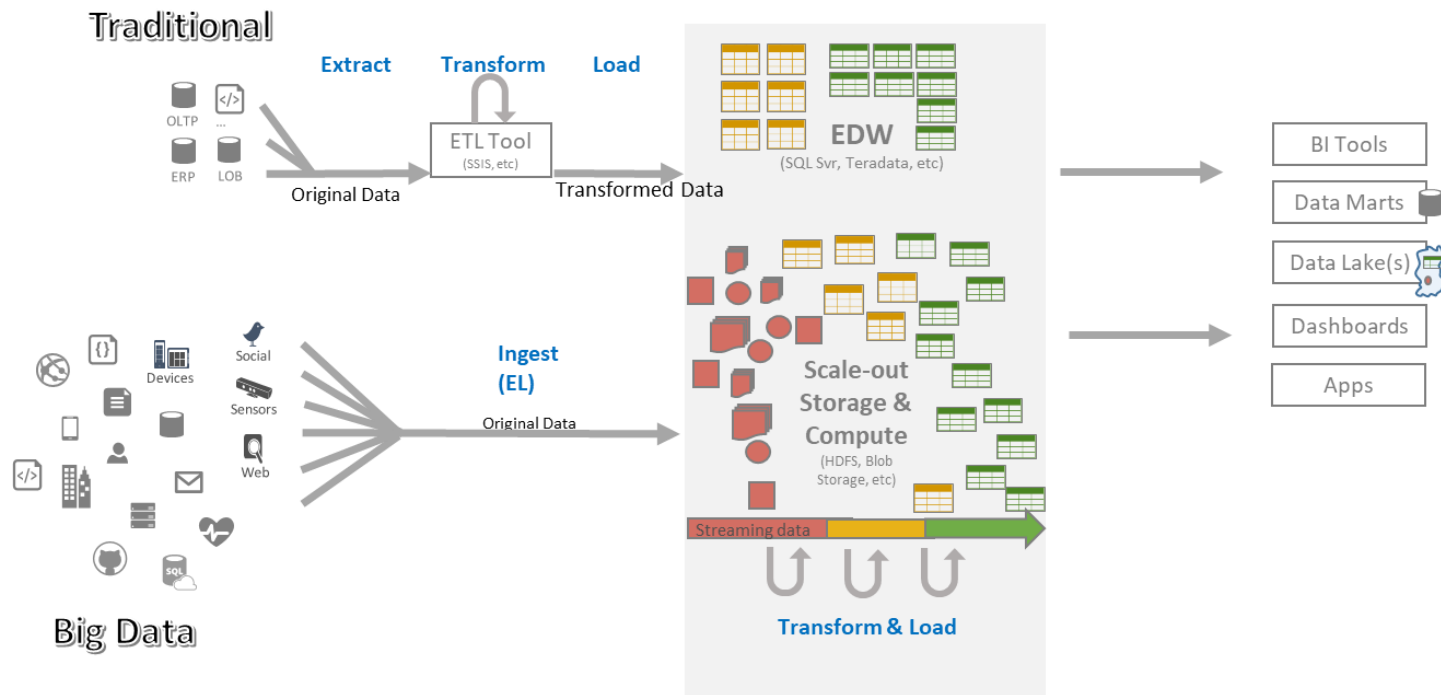 Traditional
Extract
Transform
Load
OLTP
</>
...
ERP
LOB
Original Data
ETL Tool
(SSIS, etc)
Transformed Data
EDW
(SQL Svr, Teradata, etc)
BI Tools
Data Marts
Data Lake(s)
Dashboards
Apps
{}
Devices
Social
Sensors
Web
</>
SQL
Big Data
Ingest
(EL)
Original Data
Scale-out
Storage &
Compute
(HDFS, Blob
Storage, etc)
Streaming data
Transform & Load